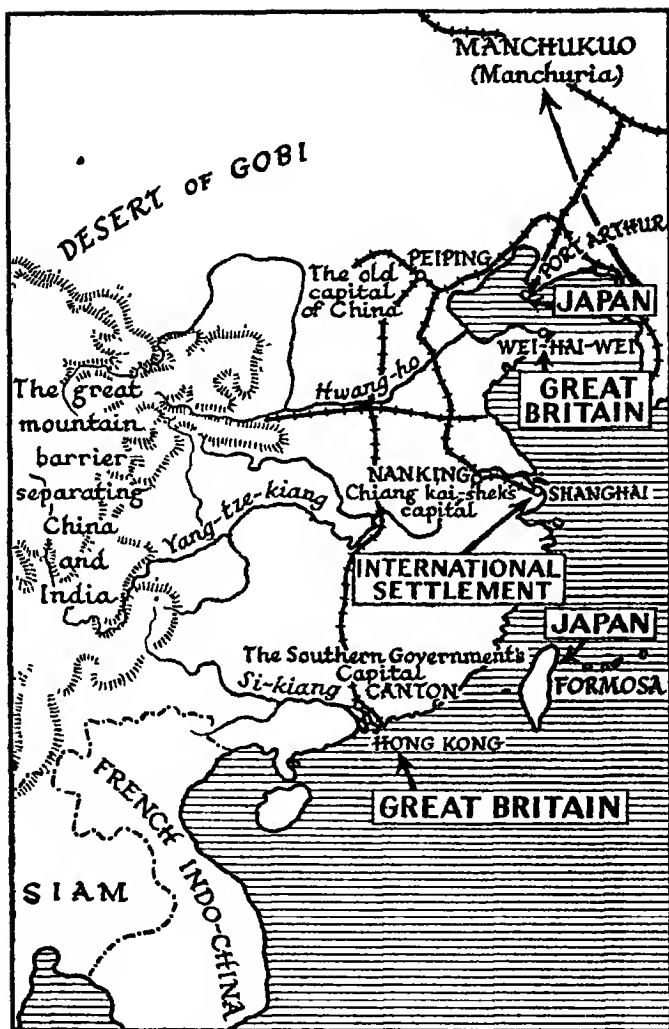 MANCHUKUO
(Manchuria)
DESERT OF GOBI
PEIPING
The old
capital
of China
PORT ARTHUR
JAPAN
WEI-HAI-WEI
GREAT
BRITAIN
Hwang-ho
The great
mountain
barrier
separating
China
and
India
NANKING
Chiang kai-shek's
capital
SHANGHAI
Yang-tze-kiang
INTERNATIONAL
SETTLEMENT
JAPAN
FORMOSA
The Southern Government's
Capital
CANTON
Si-kiang
HONG KONG
GREAT BRITAIN
FRENCH INDO-CHINA
SIAM